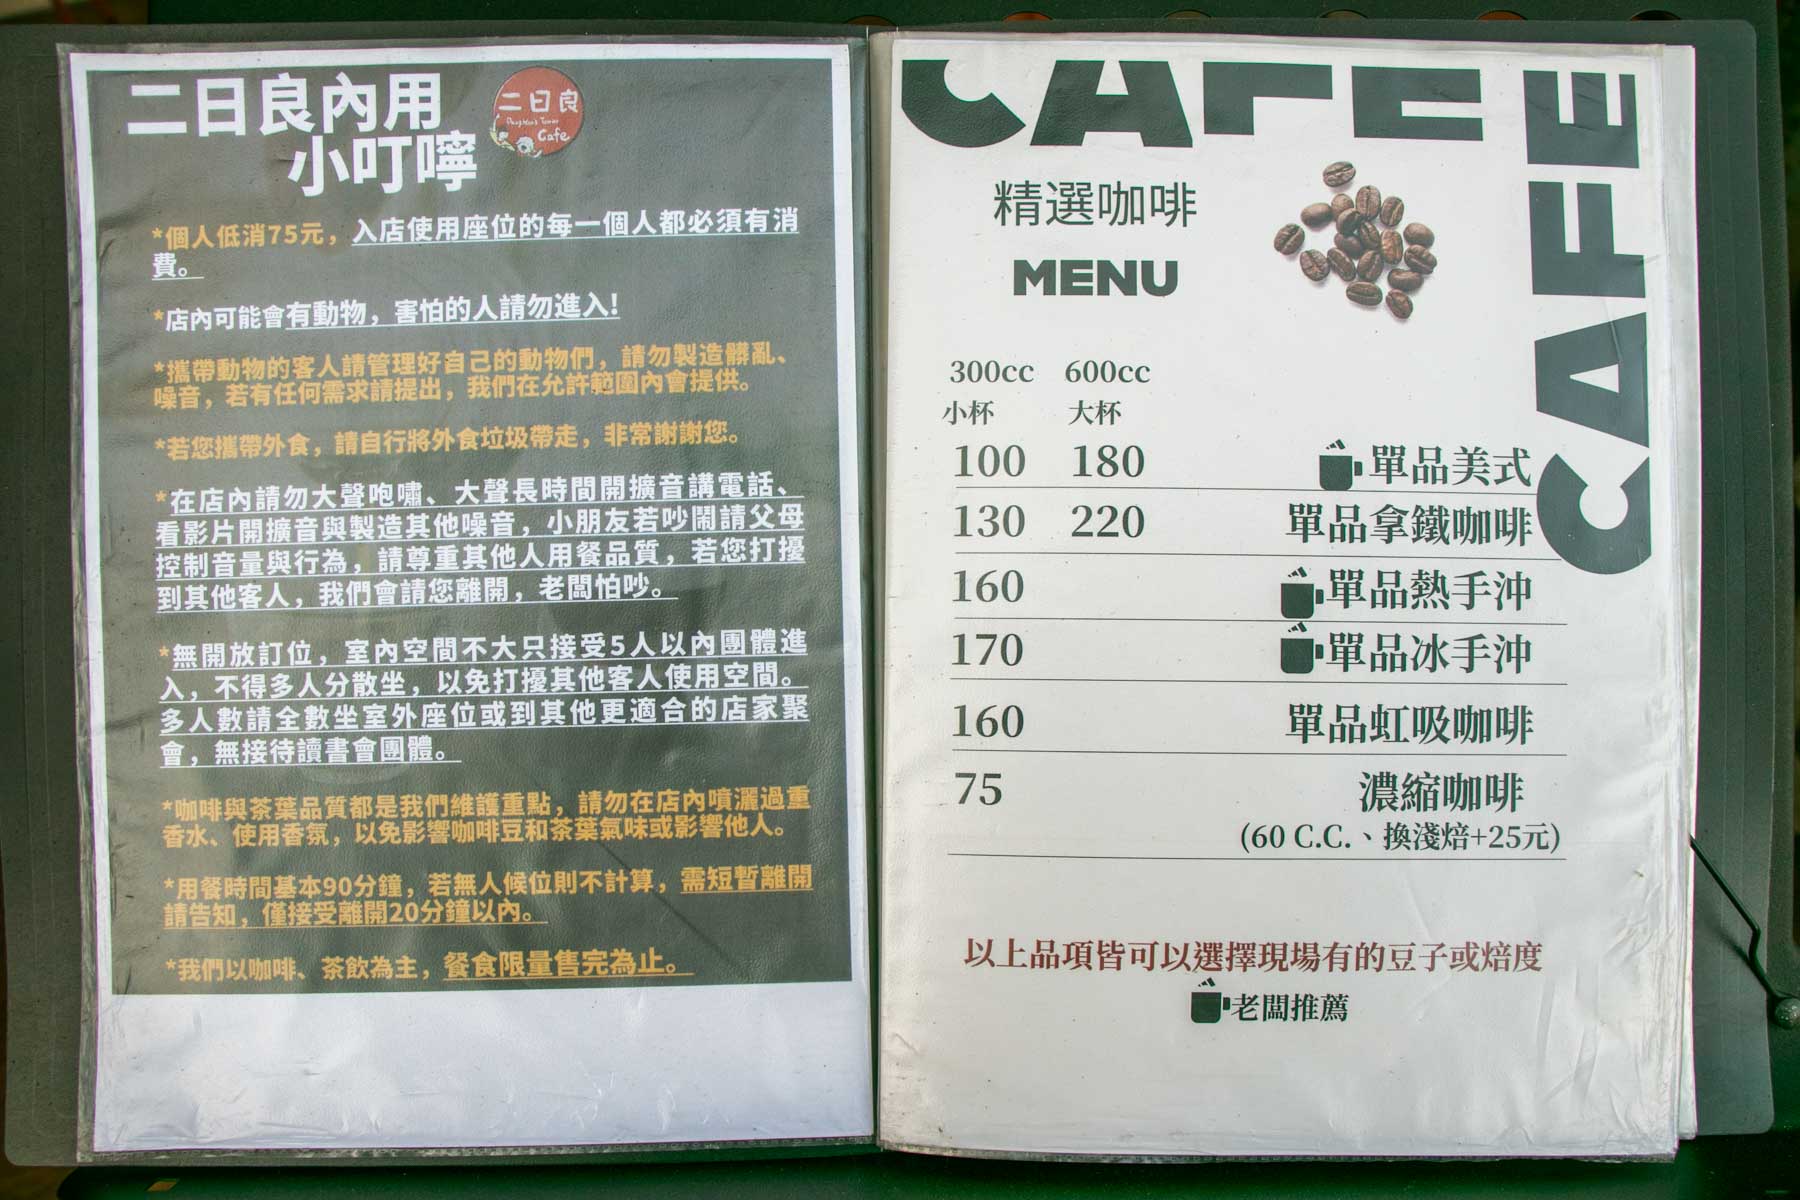 二日良內用
小叮嚀
二日良
Cafe
*個人低消75元，入店使用座位的每一個人都必須有消
費。
*店內可能會有動物，害怕的人請勿進入!
*攜帶動物的客人請管理好自己的動物們，請勿製造髒亂、
噪音，若有任何需求請提出，我們在允許範圍內會提供。
*若您攜帶外食，請自行將外食垃圾帶走，非常謝謝您。
*在店內請勿大聲咆嘯、大聲長時間開擴音講電話、
看影片開擴音與製造其他噪音，小朋友若吵鬧請父母
控制音量與行為，請尊重其他人用餐品質，若您打擾
到其他客人，我們會請您離開，老闆怕吵。
*無開放訂位，室內空間不大只接受5人以內團體進
入，不得多人分散坐，以免打擾其他客人使用空間。
多人數請全數坐室外座位或到其他更適合的店家聚
會，無接待讀書會團體。
*咖啡與茶葉品質都是我們維護重點，請勿在店內噴灑過重
香水、使用香氛，以免影響咖啡豆和茶葉氣味或影響他人。
*用餐時間基本90分鐘，若無人候位則不計算，需短暫離開
請告知，僅接受離開20分鐘以內。
*我們以咖啡、茶飲為主，餐食限量售完為止。
CAFE
CAFE
精選咖啡
MENU
300cc 600cc
小杯 大杯
100 180 單品美式
130 220 單品拿鐵咖啡
160 單品熱手沖
170 單品冰手沖
160 單品虹吸咖啡
75 濃縮咖啡
(60 C.C.、換淺焙+25元)
以上品項皆可以選擇現場有的豆子或焙度
老闆推薦